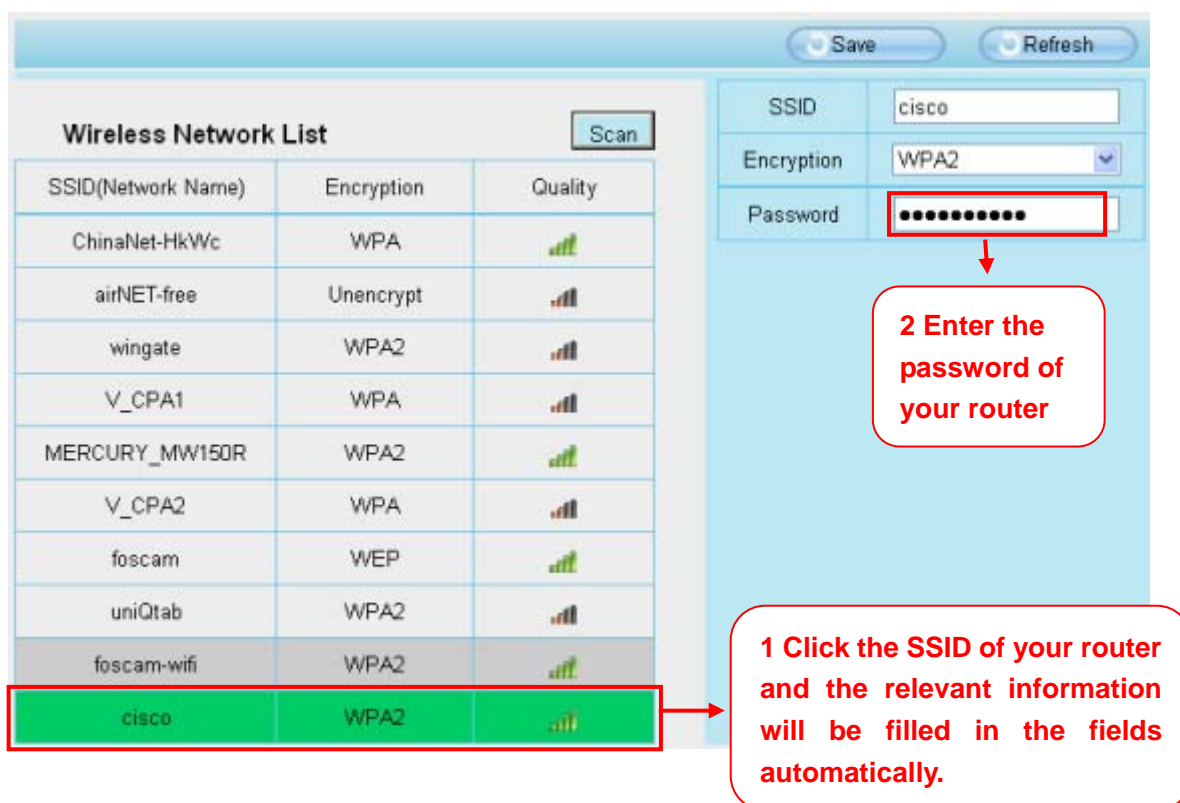 Save Refresh
Wireless Network List Scan
SSID(Network Name) Encryption Quality
ChinaNet-HkWc WPA
airNET-free Unencrypt
wingate WPA2
V_CPA1 WPA
MERCURY_MW150R WPA2
V_CPA2 WPA
foscam WEP
uniQtab WPA2
foscam-wifi WPA2
cisco WPA2
SSID cisco
Encryption WPA2
Password ●●●●●●●●●●
2 Enter the
password of
your router
1 Click the SSID of your router
and the relevant information
will be filled in the fields
automatically.